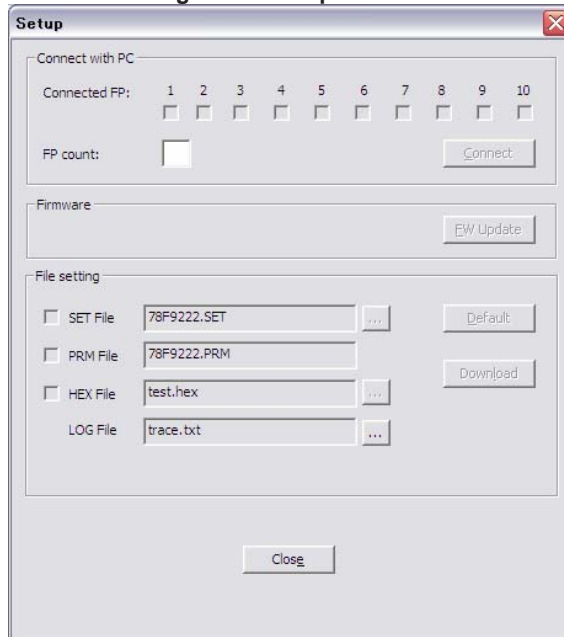 Setup
Connect with PC
Connected FP: 1 2 3 4 5 6 7 8 9 10
FP count:
Connect
Firmware
FW Update
File setting
SET File 78F9222.SET ... Default
PRM File 78F9222.PRM
Download
HEX File test.hex ...
LOG File trace.txt ...
Close